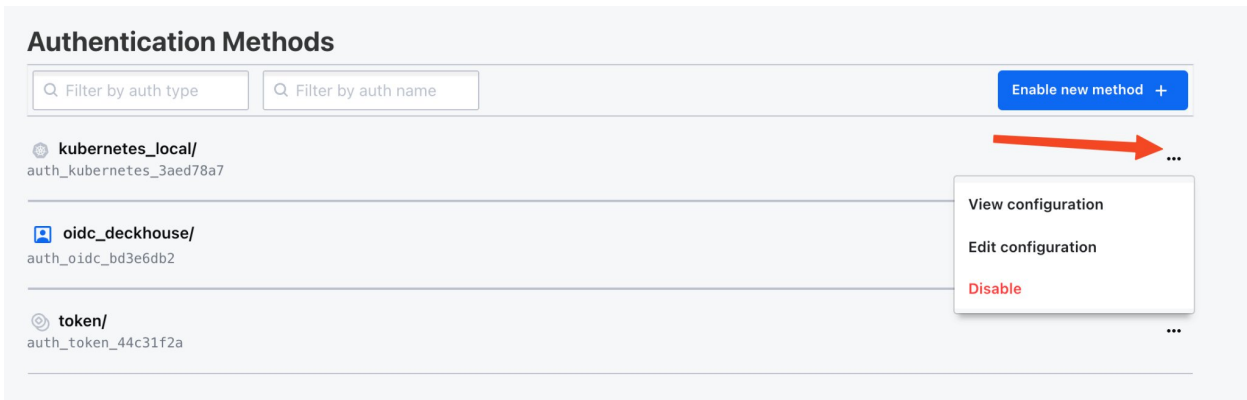 Authentication Methods
Filter by auth type
Filter by auth name
Enable new method +
kubernetes_local/
auth_kubernetes_3aed78a7
View configuration
Edit configuration
Disable
oidc_deckhouse/
auth_oidc_bd3e6db2
token/
auth_token_44c31f2a